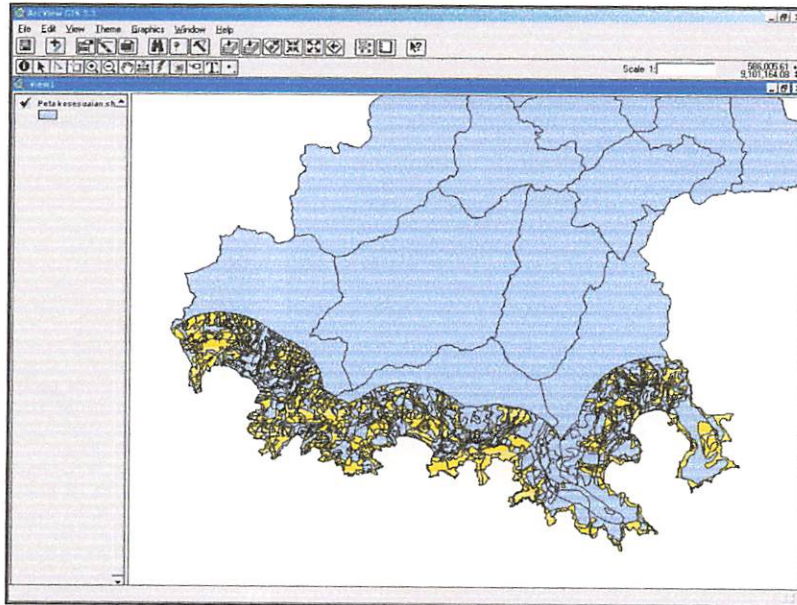 ArcView GIS 3.3
File Edit View Theme Graphics Window Help
Scale 1:
586,005.61
9,101,164.08
View1
Peta kesesuaian.sh